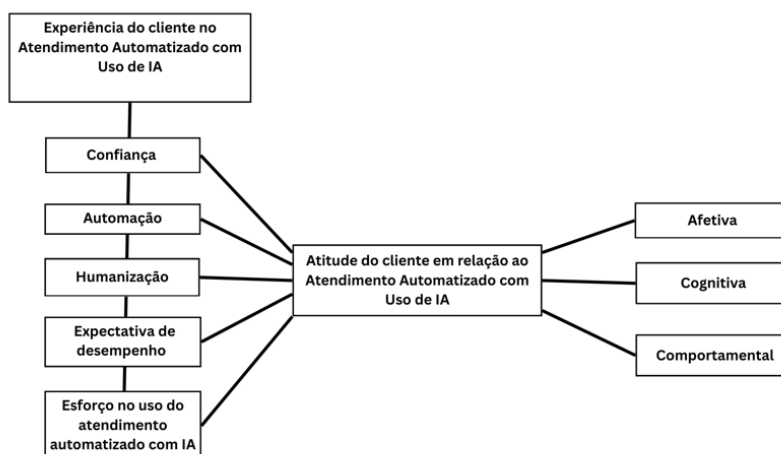 Experiência do cliente no
Atendimento Automatizado com
Uso de IA
Confiança
Automação
Humanização
Expectativa de
desempenho
Esforço no uso do
atendimento
automatizado com IA
Atitude do cliente em relação ao
Atendimento Automatizado com
Uso de IA
Afetiva
Cognitiva
Comportamental